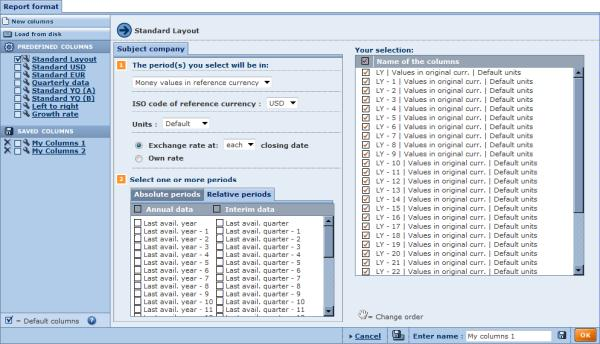 Report format
New columns
Load from disk
PREDEFINED COLUMNS
Standard Layout
Standard USD
Standard EUR
Quarterly data
Standard YQ (A)
Standard YQ (B)
Left to right
Growth rate
SAVED COLUMNS
My Columns 1
My Columns 2
= Default columns
Standard Layout
Subject company
1 The period(s) you select will be in:
Money values in reference currency
ISO code of reference currency : USD
Units : Default
Exchange rate at: each closing date
Own rate
2 Select one or more periods
Absolute periods Relative periods
Annual data Interim data
Last avail. year Last avail. quarter
Last avail. year - 1 Last avail. quarter - 1
Last avail. year - 2 Last avail. quarter - 2
Last avail. year - 3 Last avail. quarter - 3
Last avail. year - 4 Last avail. quarter - 4
Last avail. year - 5 Last avail. quarter - 5
Last avail. year - 6 Last avail. quarter - 6
Last avail. year - 7 Last avail. quarter - 7
Last avail. year - 8 Last avail. quarter - 8
Last avail. year - 9 Last avail. quarter - 9
Last avail. year - 10 Last avail. quarter - 10
Last avail. year - 11 Last avail. quarter - 11
Your selection:
Name of the columns
LY | Values in original curr. | Default units
LY - 1 | Values in original curr. | Default units
LY - 2 | Values in original curr. | Default units
LY - 3 | Values in original curr. | Default units
LY - 4 | Values in original curr. | Default units
LY - 5 | Values in original curr. | Default units
LY - 6 | Values in original curr. | Default units
LY - 7 | Values in original curr. | Default units
LY - 8 | Values in original curr. | Default units
LY - 9 | Values in original curr. | Default units
LY - 10 | Values in original curr. | Default units
LY - 11 | Values in original curr. | Default units
LY - 12 | Values in original curr. | Default units
LY - 13 | Values in original curr. | Default units
LY - 14 | Values in original curr. | Default units
LY - 15 | Values in original curr. | Default units
LY - 16 | Values in original curr. | Default units
LY - 17 | Values in original curr. | Default units
LY - 18 | Values in original curr. | Default units
LY - 19 | Values in original curr. | Default units
LY - 20 | Values in original curr. | Default units
LY - 21 | Values in original curr. | Default units
LY - 22 | Values in original curr. | Default units
= Change order
Cancel Enter name : My columns 1 OK